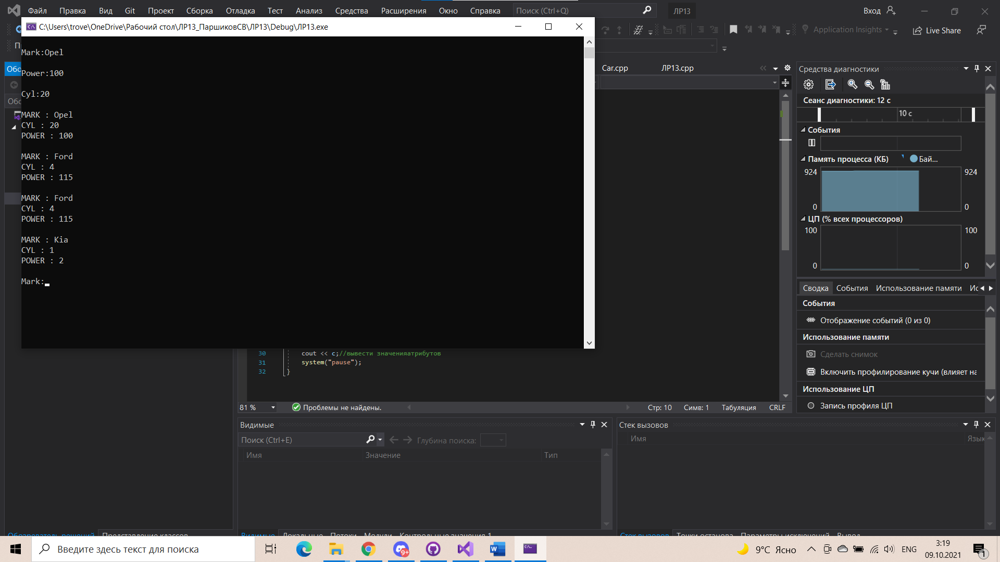 Файл Правка Вид Git Проект Сборка Отладка Тест Анализ Средства Расширения Окно Справка Поиск (Ctrl+Q) ЛР13 Вход
C:\Users\trove\OneDrive\Рабочий стол\ЛР13_ПаршиковСВ\ЛР13\Debug\ЛР13.exe
Application Insights Live Share
Mark:Opel
Power:100
Cyl:20
MARK : Opel
CYL : 20
POWER : 100
MARK : Ford
CYL : 4
POWER : 115
MARK : Ford
CYL : 4
POWER : 115
MARK : Kia
CYL : 1
POWER : 2
Mark:
Car.cpp ЛР13.cpp
Средства диагностики
Сеанс диагностики: 12 с
10 с
События
Память процесса (КБ) Бай...
924 924
0 0
ЦП (% всех процессоров)
100 100
0 0
Сводка События Использование памяти Ис
События
Отображение событий (0 из 0)
Использование памяти
Сделать снимок
Включить профилирование кучи (влияет на
Использование ЦП
Запись профиля ЦП
30 cout << c;//вывести значенияатрибутов
31 system("pause");
32 }
81 % Проблемы не найдены. Стр: 10 Симв: 1 Табуляция CRLF
Видимые
Поиск (Ctrl+E) Глубина поиска:
Имя Значение Тип
Стек вызовов
Имя Язык
Обозреватель решений Представление классов Видимые Локальные Потоки Модули Контрольные значения 1 Стек вызовов Точки останова Параметры исключений Вывод
Введите здесь текст для поиска
9+
9°C Ясно ENG
3:19
09.10.2021
1